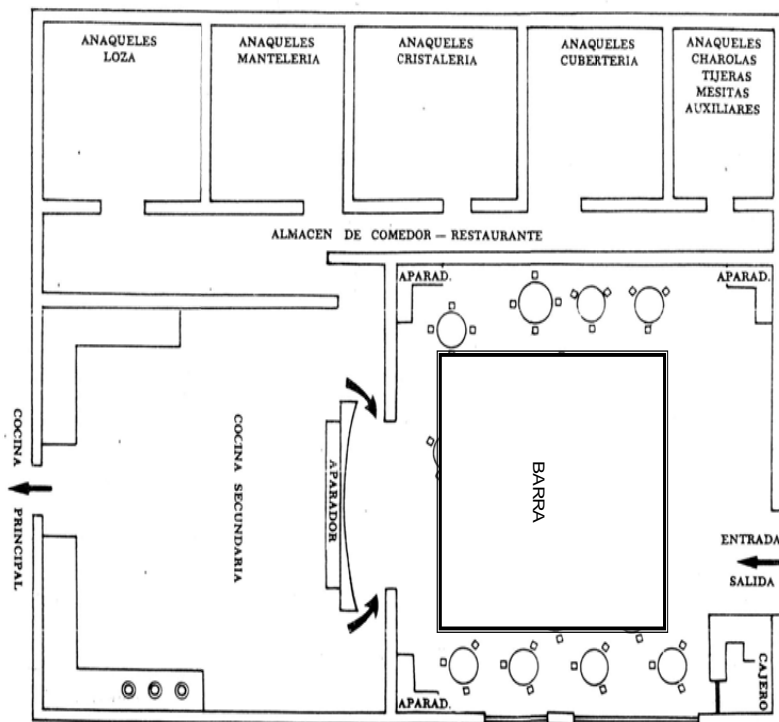 ANAQUELES
LOZA
ANAQUELES
MANTELERIA
ANAQUELES
CRISTALERIA
ANAQUELES
CUBERTERIA
ANAQUELES
CHAROLAS
TIJERAS
MESITAS
AUXILIARES
ALMACEN DE COMEDOR — RESTAURANTE
APARAD.
APARAD.
COCINA PRINCIPAL
COCINA SECUNDARIA
APARADOR
BARRA
ENTRADA
SALIDA
APARAD.
CAJERO